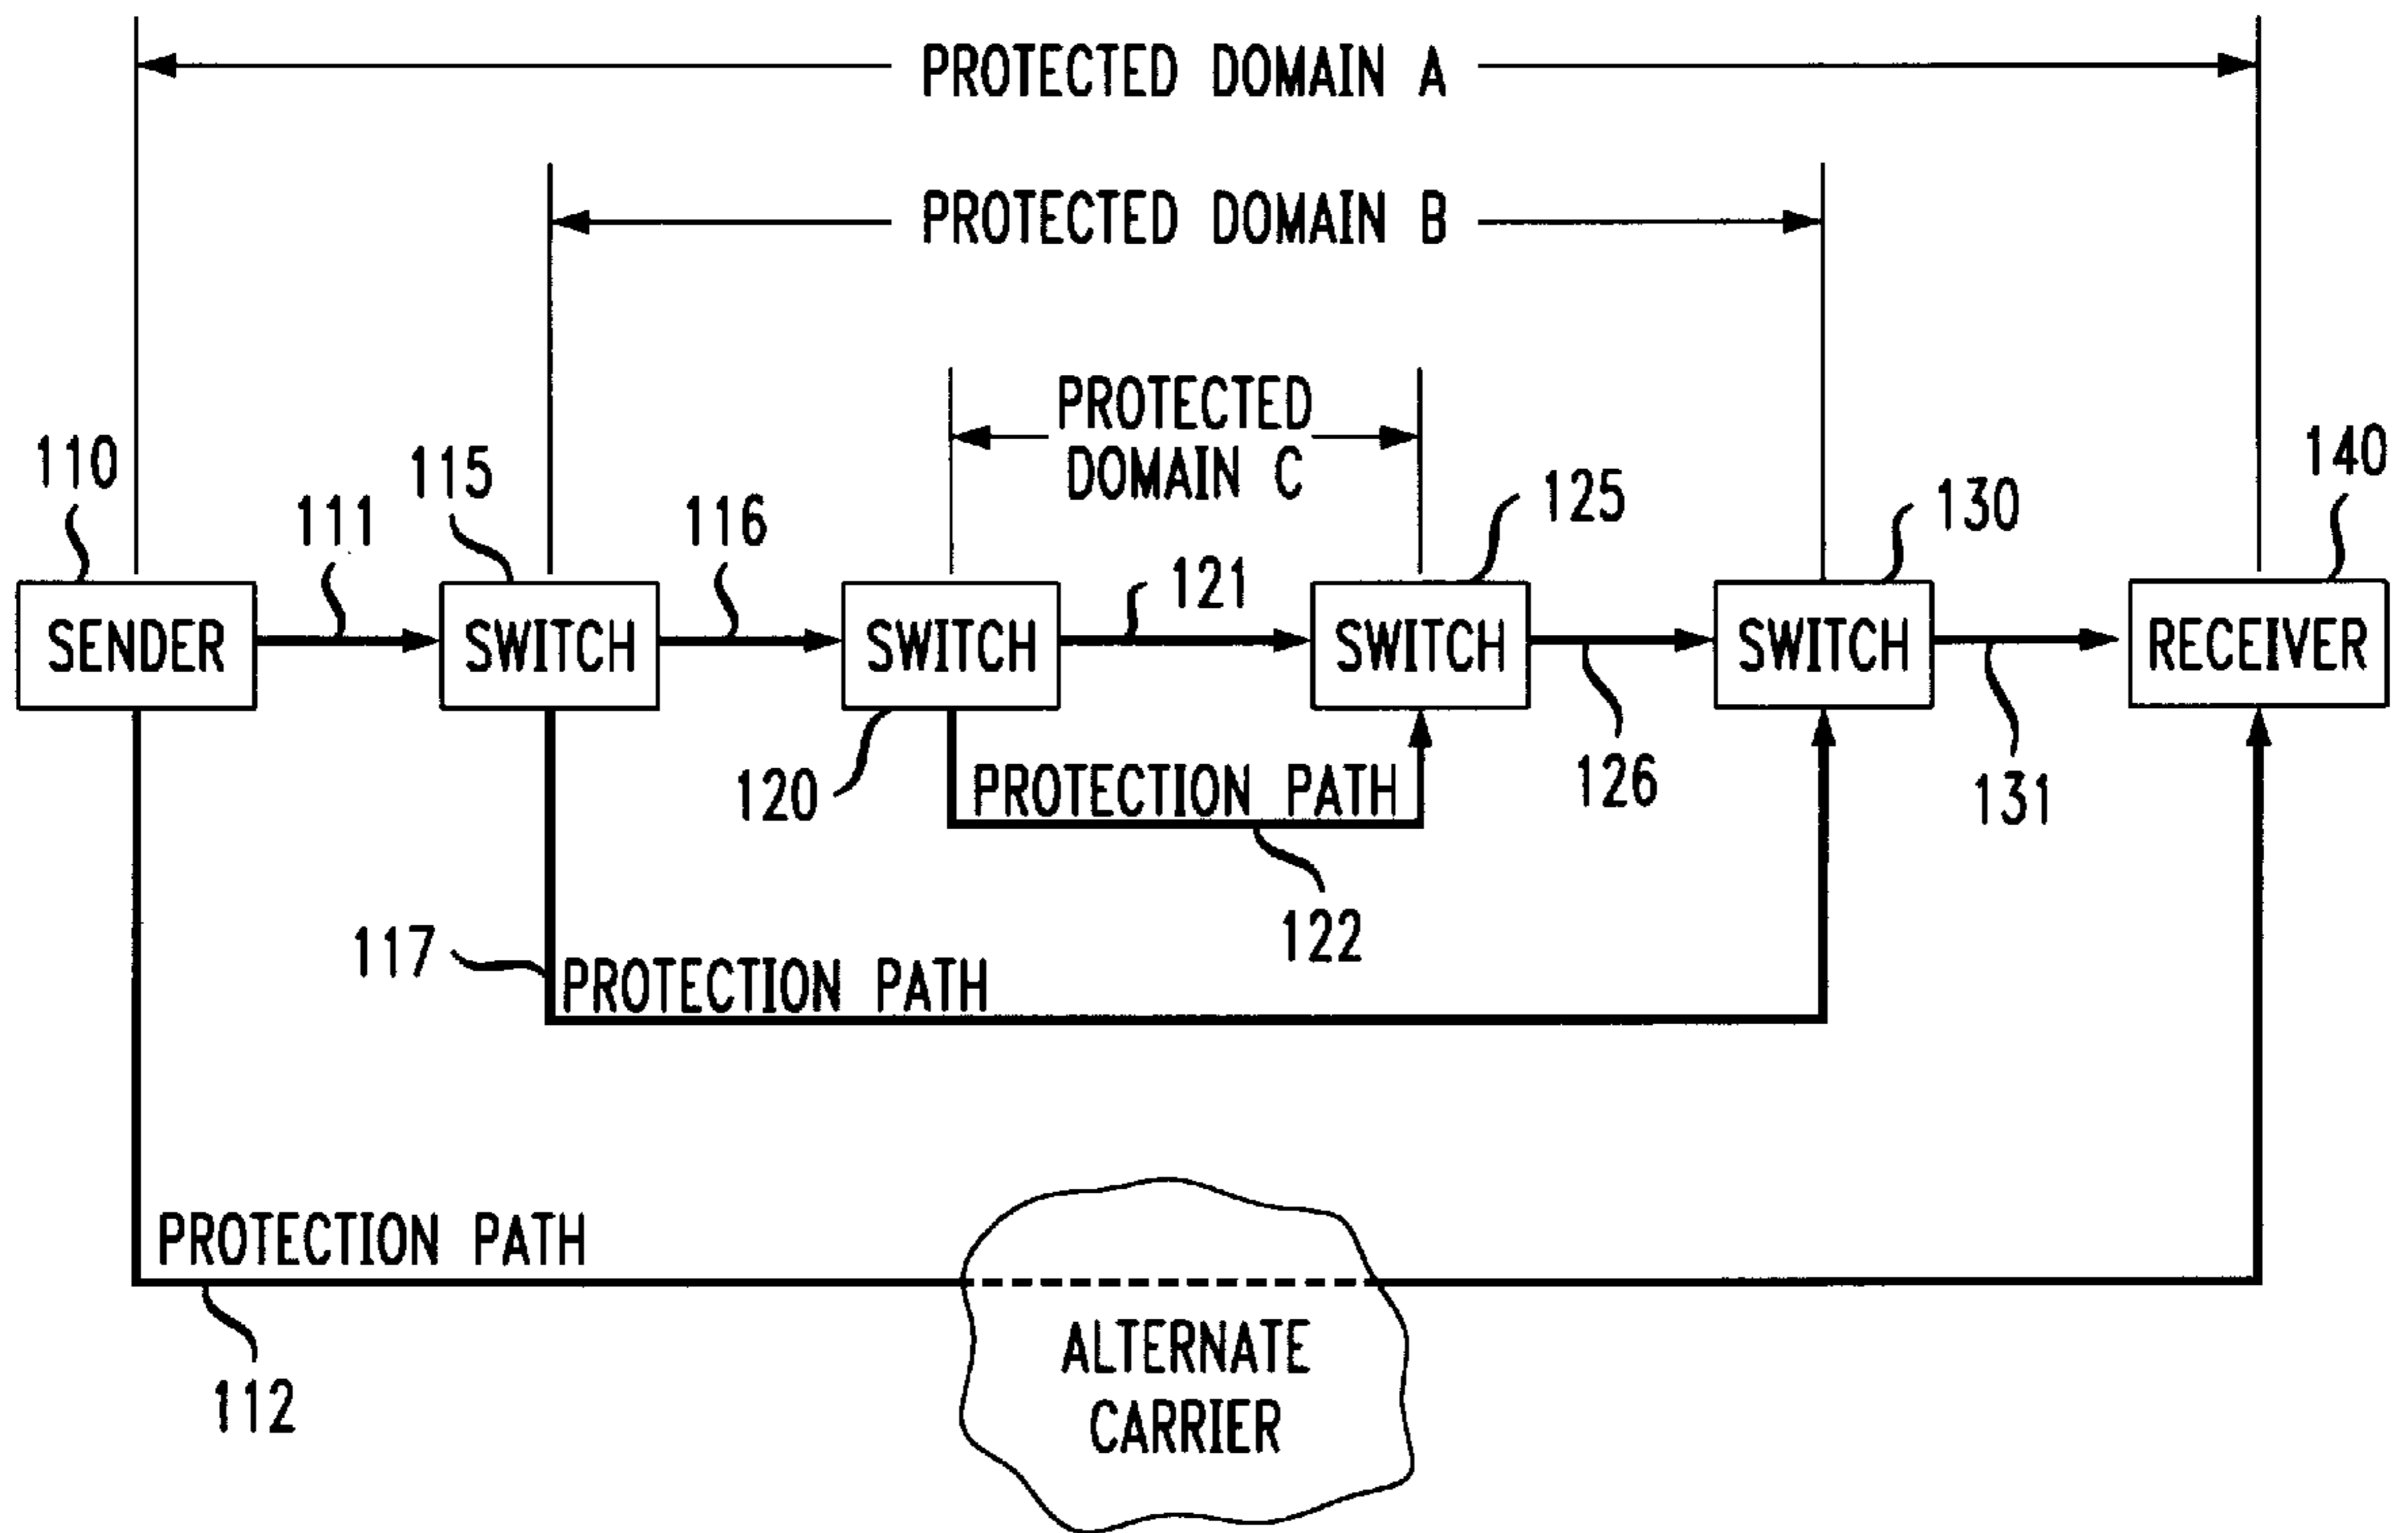 PROTECTED DOMAIN A
PROTECTED DOMAIN B
PROTECTED
DOMAIN C
110
111
115
116
121
125
130
140
SENDER
SWITCH
SWITCH
SWITCH
SWITCH
RECEIVER
120
PROTECTION PATH
126
131
122
117
PROTECTION PATH
PROTECTION PATH
112
ALTERNATE
CARRIER